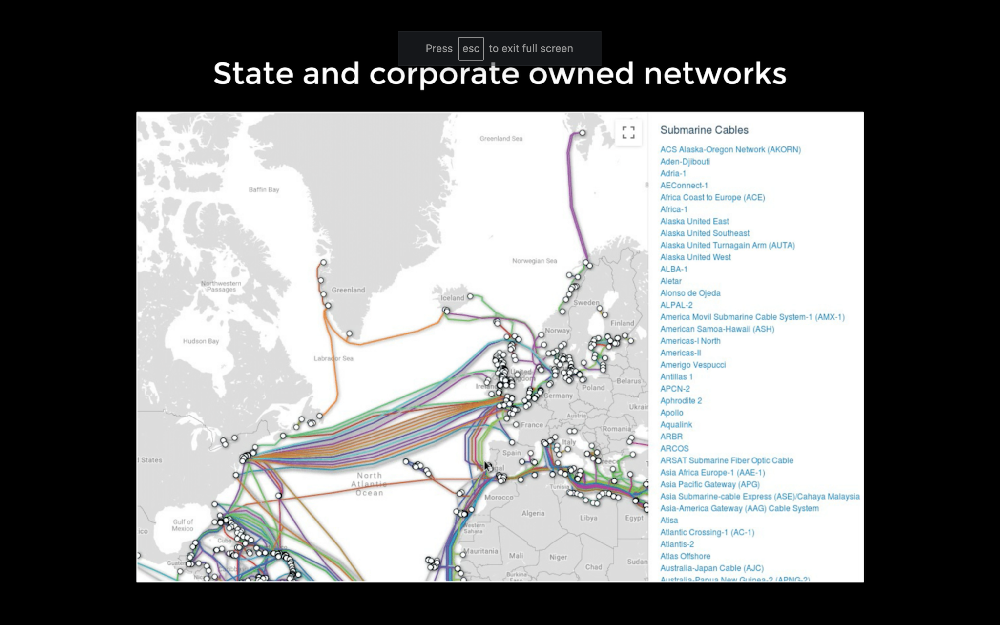 Press esc to exit full screen
State and corporate owned networks
Greenland Sea
Baffin Bay
Norwegian Sea
Northwestern
Passages
Greenland
Iceland
Sweden
Finland
Norway
Hudson Bay
Labrador Sea
United
Kingdom
Ireland
Belarus
Poland
Germany
Ukrain
Austria
France
Romania
Italy
Spain
d States
Greece
Portugal
North
Atlantic
Ocean
Tunisia
Morocco
Algeria
Libya
Egypt
Gulf of
Mexico
ico
Western
Sahara
Cuba
Mauritania
Mali
Niger
Sudan
Guatem
Caribbe
Chad
Nic
Burkina
Faso
Submarine Cables
ACS Alaska-Oregon Network (AKORN)
Aden-Djibouti
Adria-1
AEConnect-1
Africa Coast to Europe (ACE)
Africa-1
Alaska United East
Alaska United Southeast
Alaska United Turnagain Arm (AUTA)
Alaska United West
ALBA-1
Aletar
Alonso de Ojeda
ALPAL-2
America Movil Submarine Cable System-1 (AMX-1)
American Samoa-Hawaii (ASH)
Americas-I North
Americas-II
Amerigo Vespucci
Antillas 1
APCN-2
Aphrodite 2
Apollo
Aqualink
ARBR
ARCOS
ARSAT Submarine Fiber Optic Cable
Asia Africa Europe-1 (AAE-1)
Asia Pacific Gateway (APG)
Asia Submarine-cable Express (ASE)/Cahaya Malaysia
Asia-America Gateway (AAG) Cable System
Atisa
Atlantic Crossing-1 (AC-1)
Atlantis-2
Atlas Offshore
Australia-Japan Cable (AJC)
Australia-Papua New Guinea-2 (APNG-2)